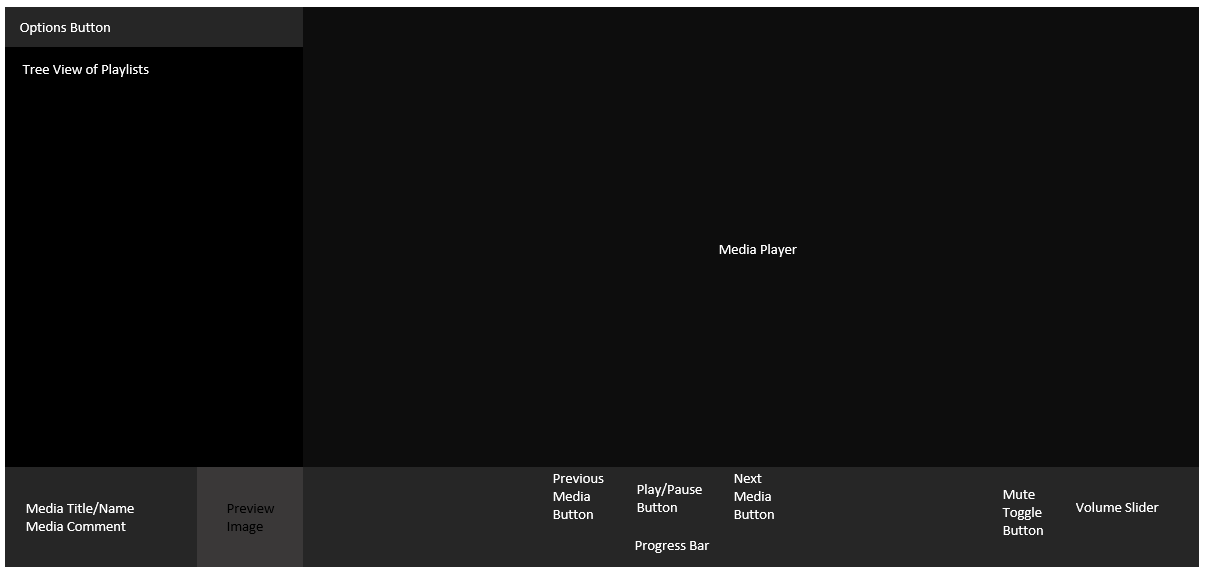 Options Button
Tree View of Playlists
Media Player
Media Title/Name
Media Comment
Preview
Image
Previous
Media
Button
Play/Pause
Button
Next
Media
Button
Progress Bar
Mute
Toggle
Button
Volume Slider